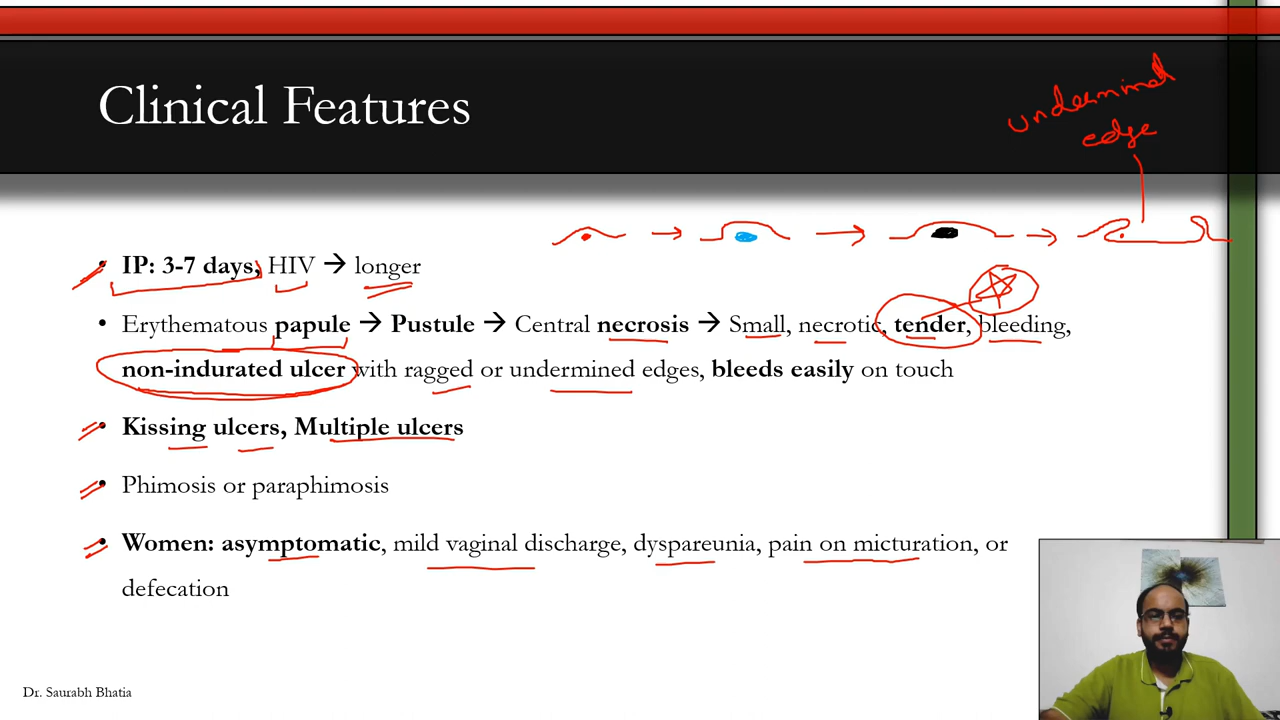 Clinical Features
undermined
edge
• IP: 3-7 days, HIV → longer
• Erythematous papule → Pustule → Central necrosis → Small, necrotic, tender, bleeding,
non-indurated ulcer with ragged or undermined edges, bleeds easily on touch
• Kissing ulcers, Multiple ulcers
• Phimosis or paraphimosis
• Women: asymptomatic, mild vaginal discharge, dyspareunia, pain on micturation, or
defecation
Dr. Saurabh Bhatia